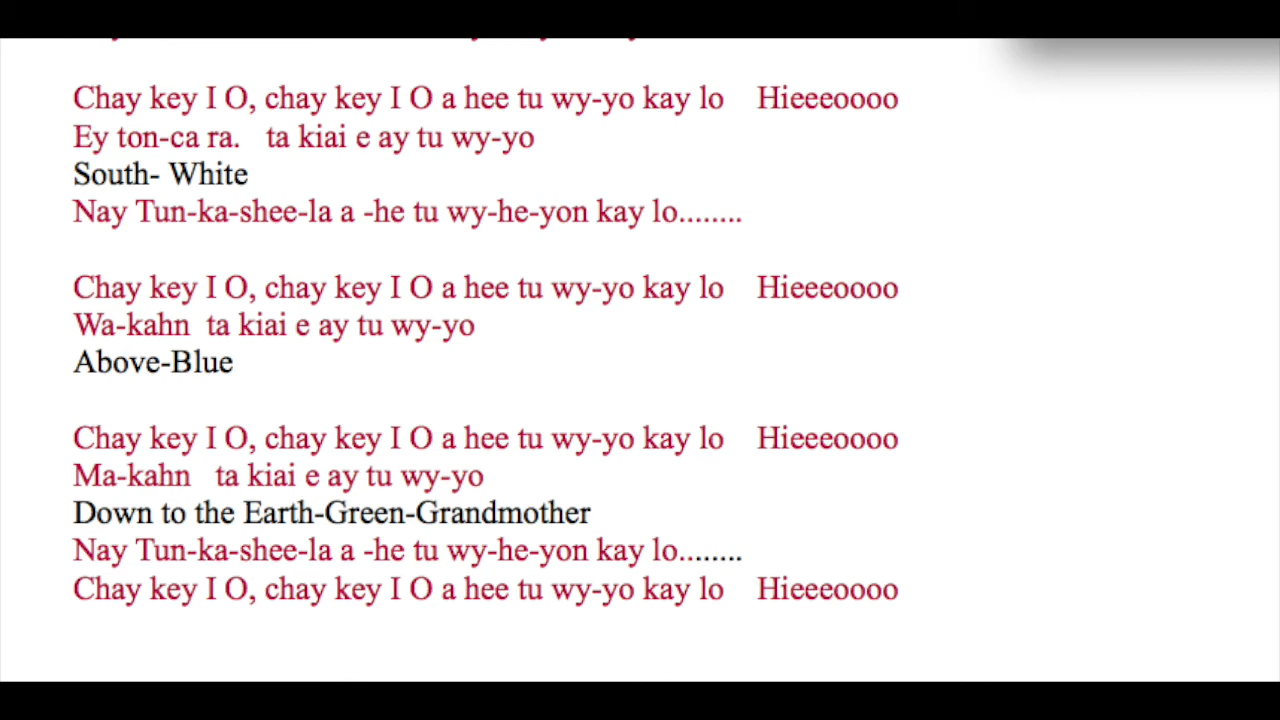 Chay key I O, chay key I O a hee tu wy-yo kay lo    Hieeeoooo
Ey ton-ca ra.   ta kiai e ay tu wy-yo
South- White
Nay Tun-ka-shee-la a -he tu wy-he-yon kay lo........
Chay key I O, chay key I O a hee tu wy-yo kay lo    Hieeeoooo
Wa-kahn  ta kiai e ay tu wy-yo
Above-Blue
Chay key I O, chay key I O a hee tu wy-yo kay lo    Hieeeoooo
Ma-kahn   ta kiai e ay tu wy-yo
Down to the Earth-Green-Grandmother
Nay Tun-ka-shee-la a -he tu wy-he-yon kay lo........
Chay key I O, chay key I O a hee tu wy-yo kay lo    Hieeeoooo